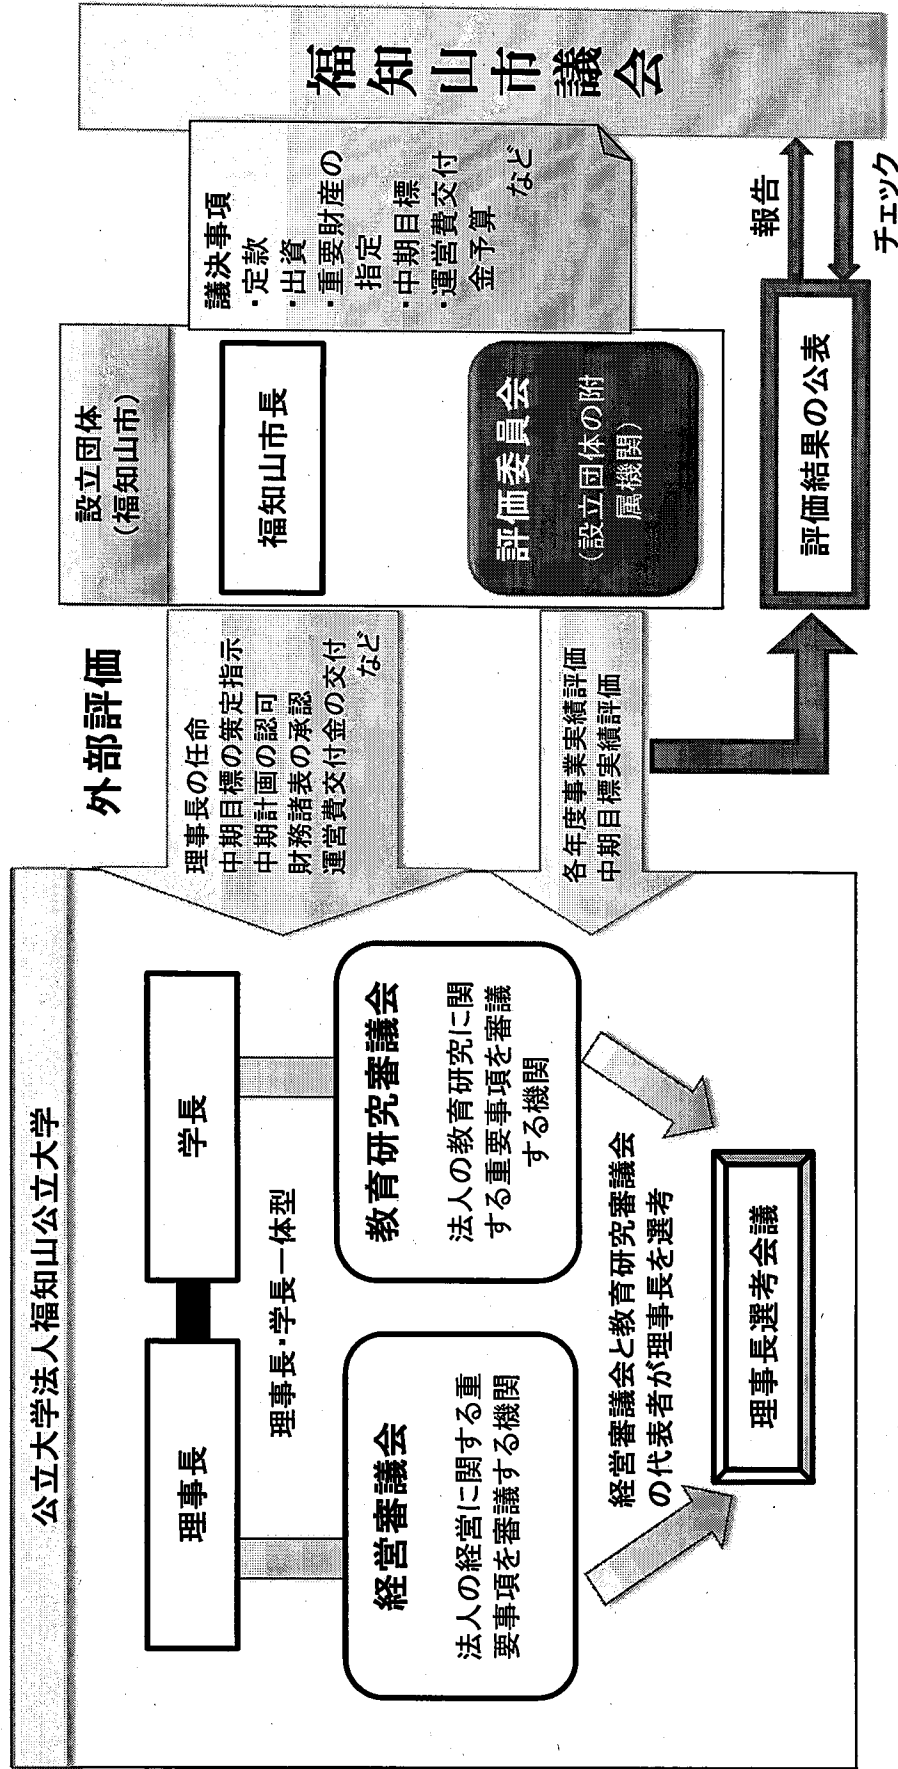 公立大学法人福知山公立大学
理事長
学長
理事長・学長一体型
経営審議会
法人の経営に関する重
要事項を審議する機関
教育研究審議会
法人の教育研究に関
する重要事項を審議
する機関
経営審議会と教育研究審議会
の代表者が理事長を選考
理事長選考会議
外部評価
理事長の任命
中期目標の策定指示
中期計画の認可
財務諸表の承認
運営費交付金の交付
など
各年度事業実績評価
中期目標実績評価
設立団体
(福知山市)
福知山市長
評価委員会
(設立団体の附
属機関)
評価結果の公表
議決事項
・定款
・出資
・重要財産の
指定
・中期目標
・運営費交付
金予算
など
報告
チェック
福知山市議会